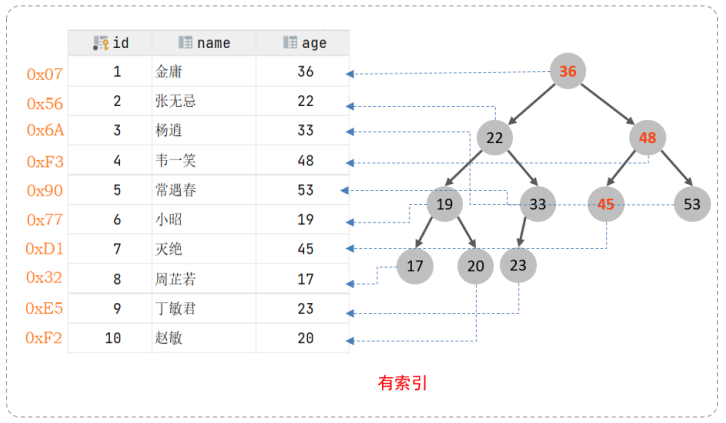 id name age
0x07 1 金庸 36
0x56 2 张无忌 22
0x6A 3 杨逍 33
0xF3 4 韦一笑 48
0x90 5 常遇春 53
0x77 6 小昭 19
0xD1 7 灭绝 45
0x32 8 周芷若 17
0xE5 9 丁敏君 23
0xF2 10 赵敏 20
36
22 48
19 33 45 53
17 20 23
有索引